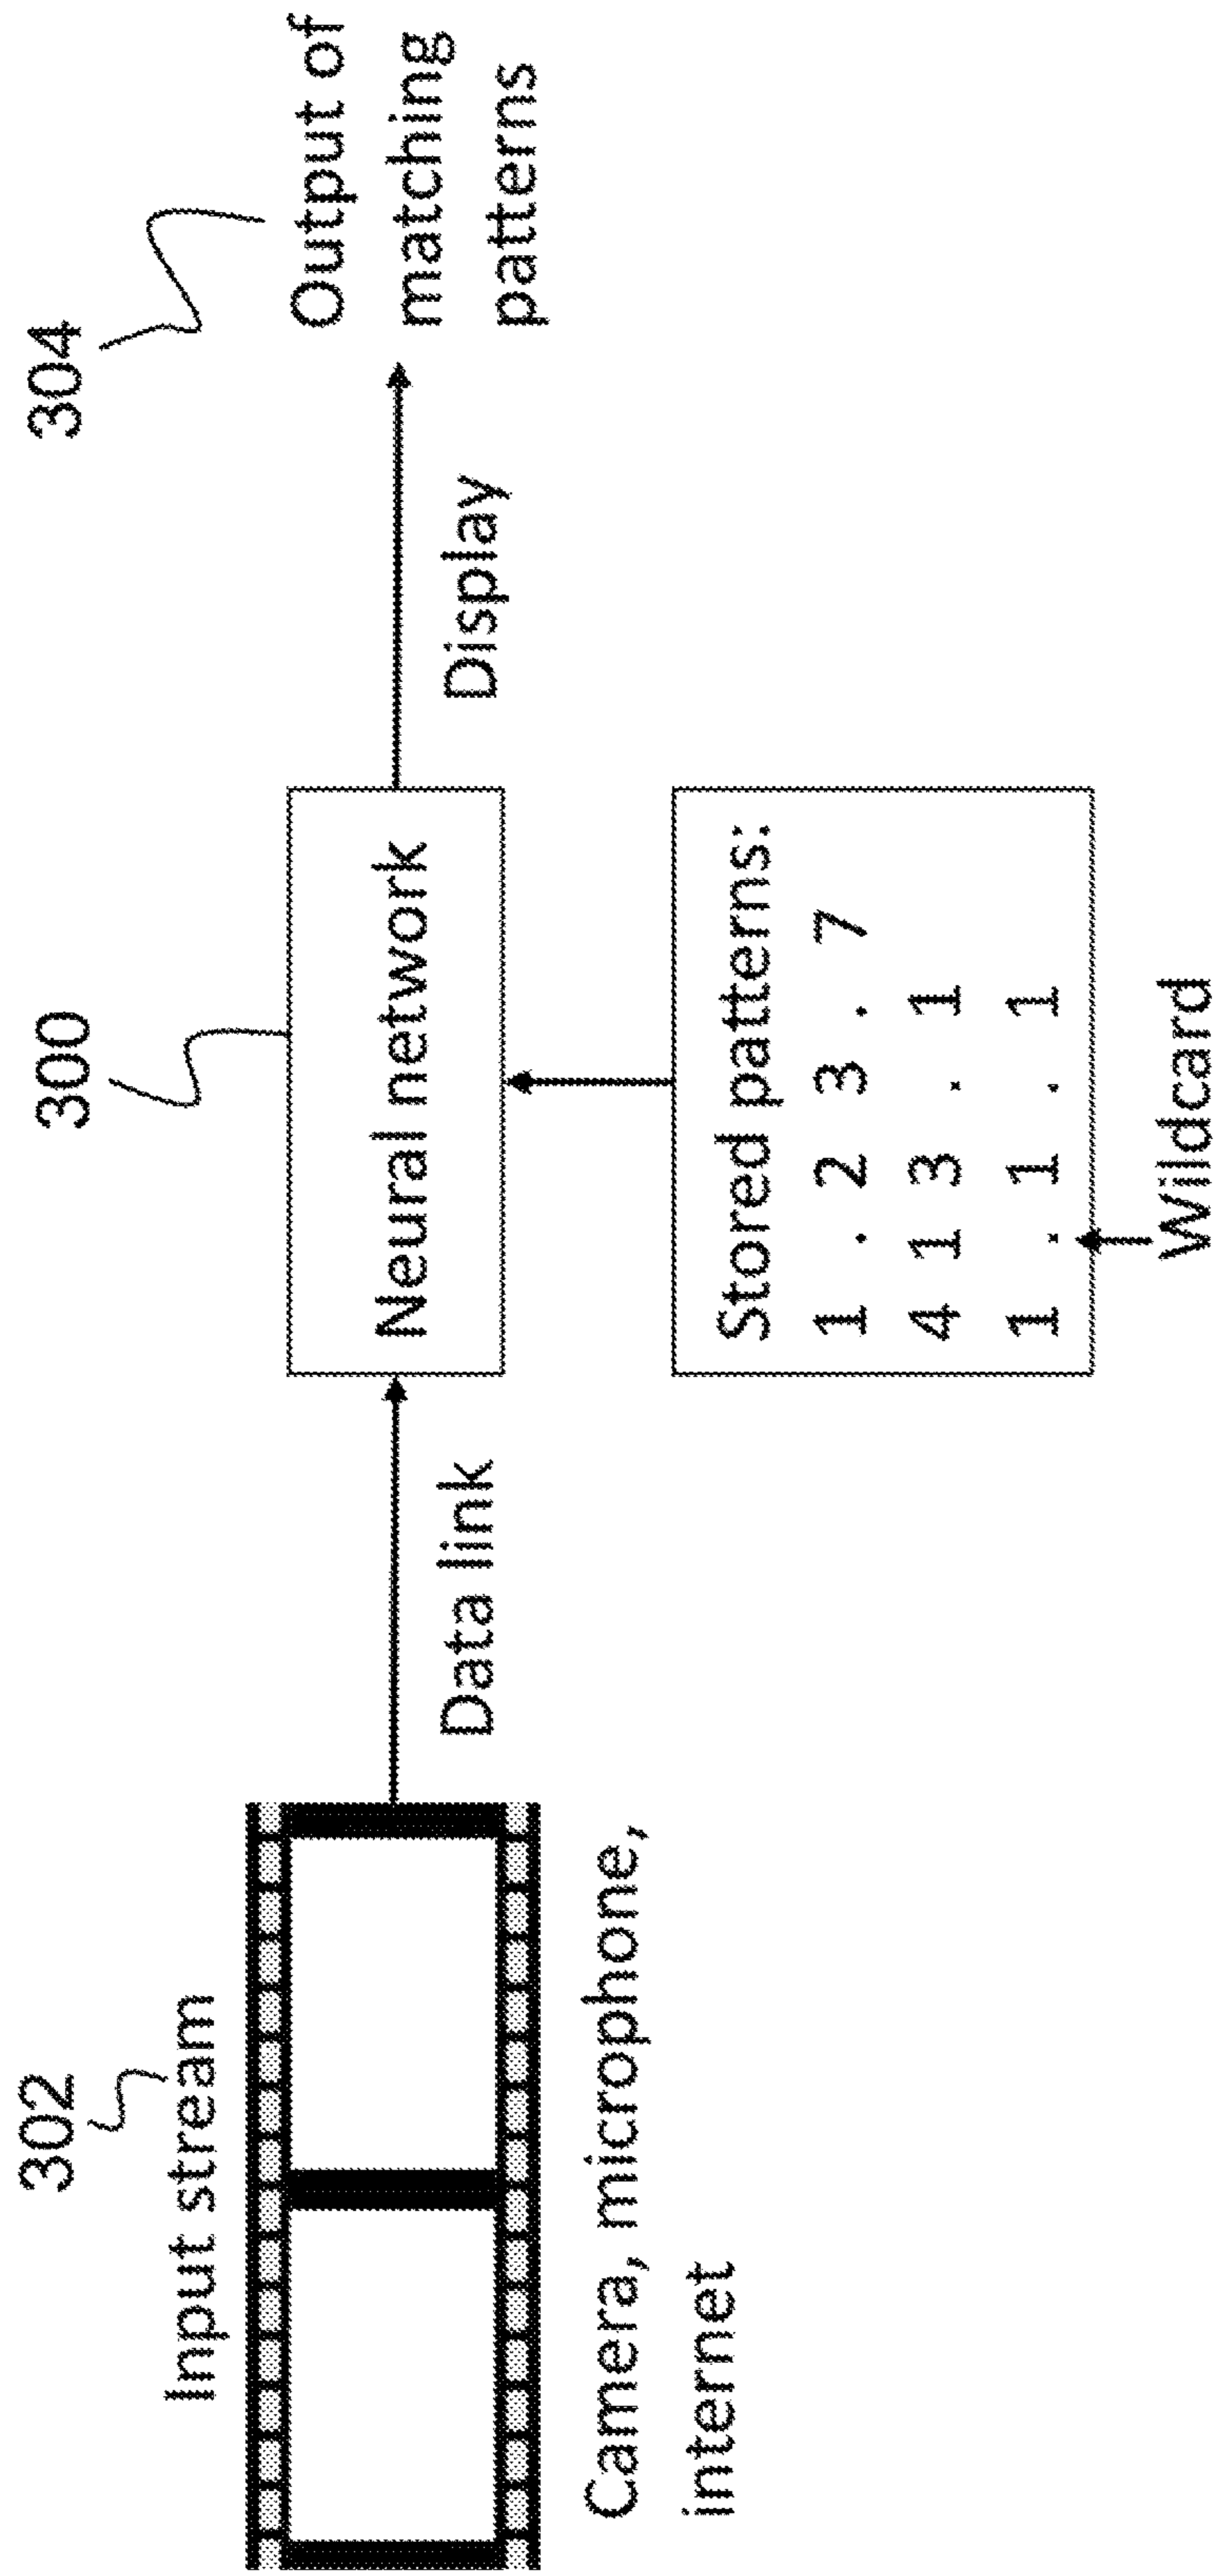 302
Input stream
Camera, microphone,
internet
Data link
300
Neural network
Stored patterns:
1 . 2 3 . 7
4 1 3 . 1
1 . 1 . 1
Wildcard
Display
304
Output of
matching
patterns